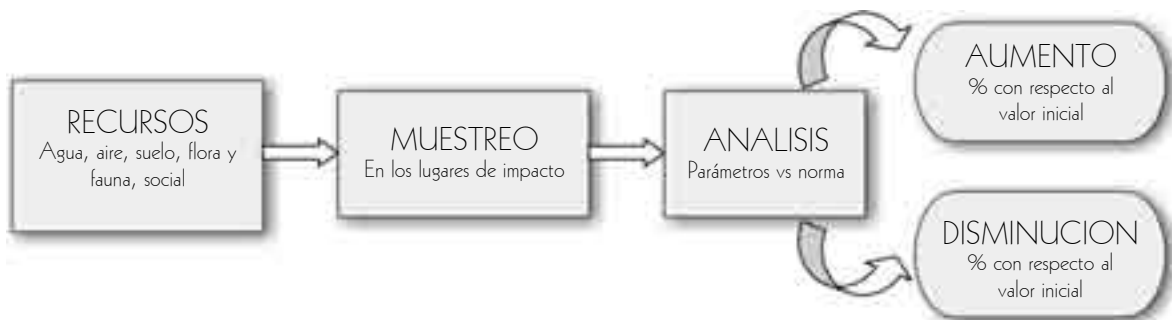 RECURSOS
Agua, aire, suelo, flora y
fauna, social
MUESTREO
En los lugares de impacto
ANALISIS
Parámetros vs norma
AUMENTO
% con respecto al
valor inicial
DISMINUCION
% con respecto al
valor inicial